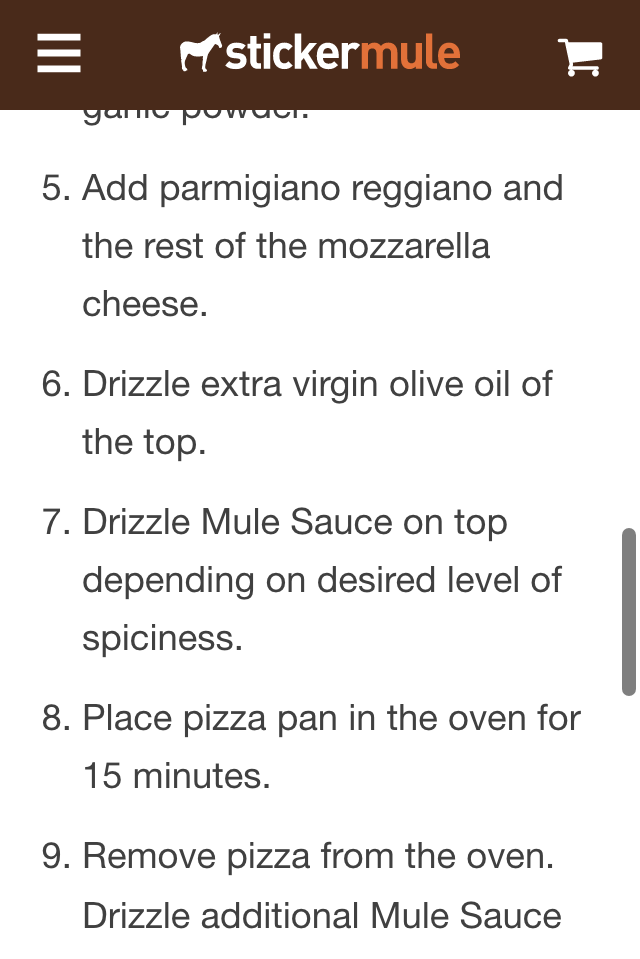 stickermule
garlic powder.
5. Add parmigiano reggiano and
the rest of the mozzarella
cheese.
6. Drizzle extra virgin olive oil of
the top.
7. Drizzle Mule Sauce on top
depending on desired level of
spiciness.
8. Place pizza pan in the oven for
15 minutes.
9. Remove pizza from the oven.
Drizzle additional Mule Sauce